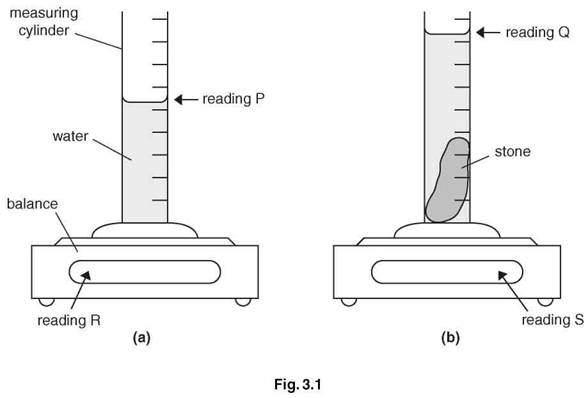 measuring
cylinder
reading P
water
balance
reading R
(a)
reading Q
stone
reading S
(b)
Fig. 3.1